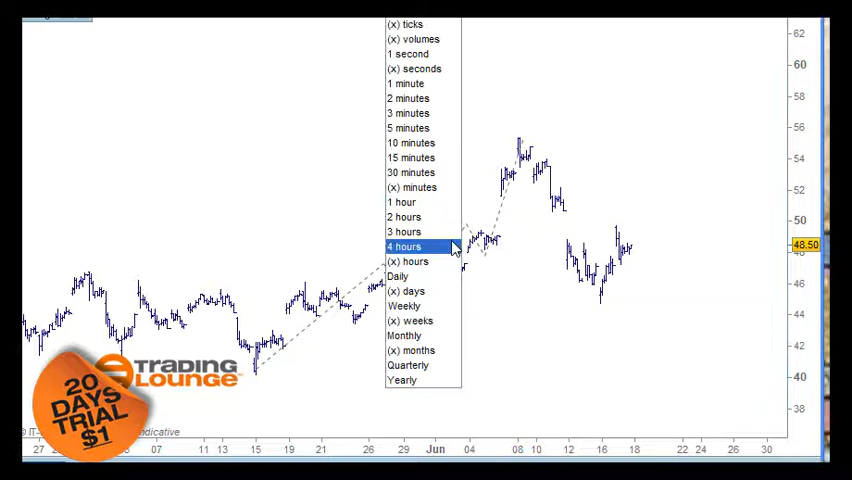 (x) ticks
(x) volumes
1 second
(x) seconds
1 minute
2 minutes
3 minutes
5 minutes
10 minutes
15 minutes
30 minutes
(x) minutes
1 hour
2 hours
3 hours
4 hours
(x) hours
Daily
(x) days
Weekly
(x) weeks
Monthly
(x) months
Quarterly
Yearly
62
60
58
56
54
52
50
48.50
48
46
44
42
40
38
TRADING
LOUNGE™
20
DAYS
TRIAL
$1
© IT-
ndicative
27
07
11
13
15
19
21
26
29
Jun
04
08
10
12
16
18
22
24
26
30